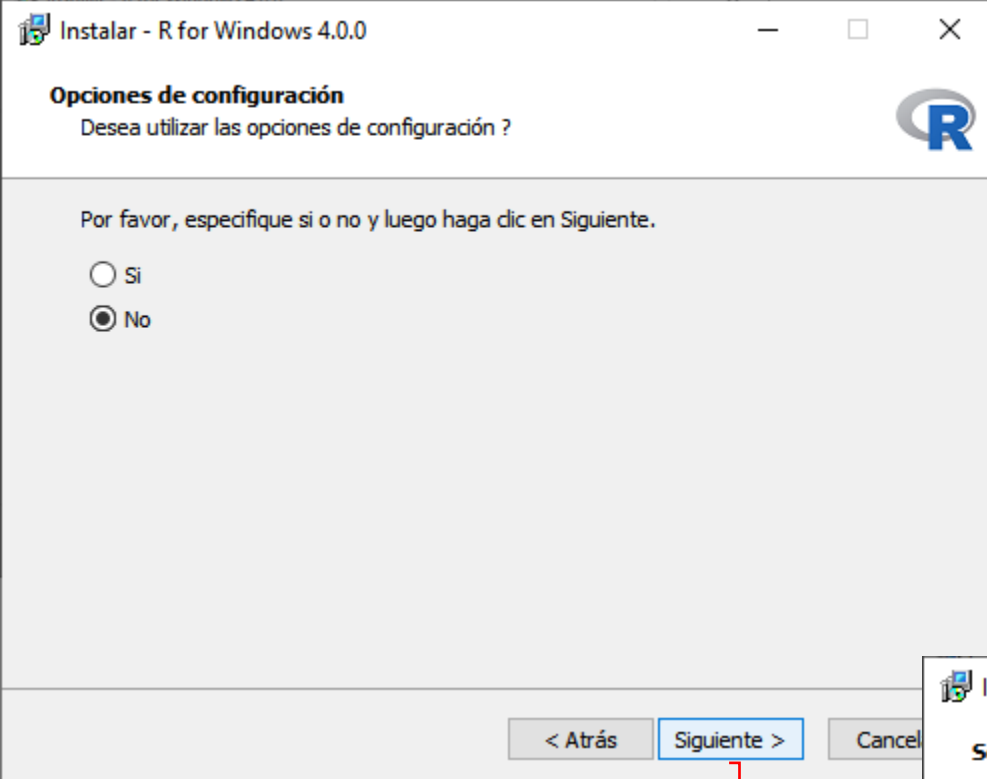 Instalar - R for Windows 4.0.0
Opciones de configuración
Desea utilizar las opciones de configuración ?
R
Por favor, especifique si o no y luego haga clic en Siguiente.
Si
No
< Atrás
Siguiente >